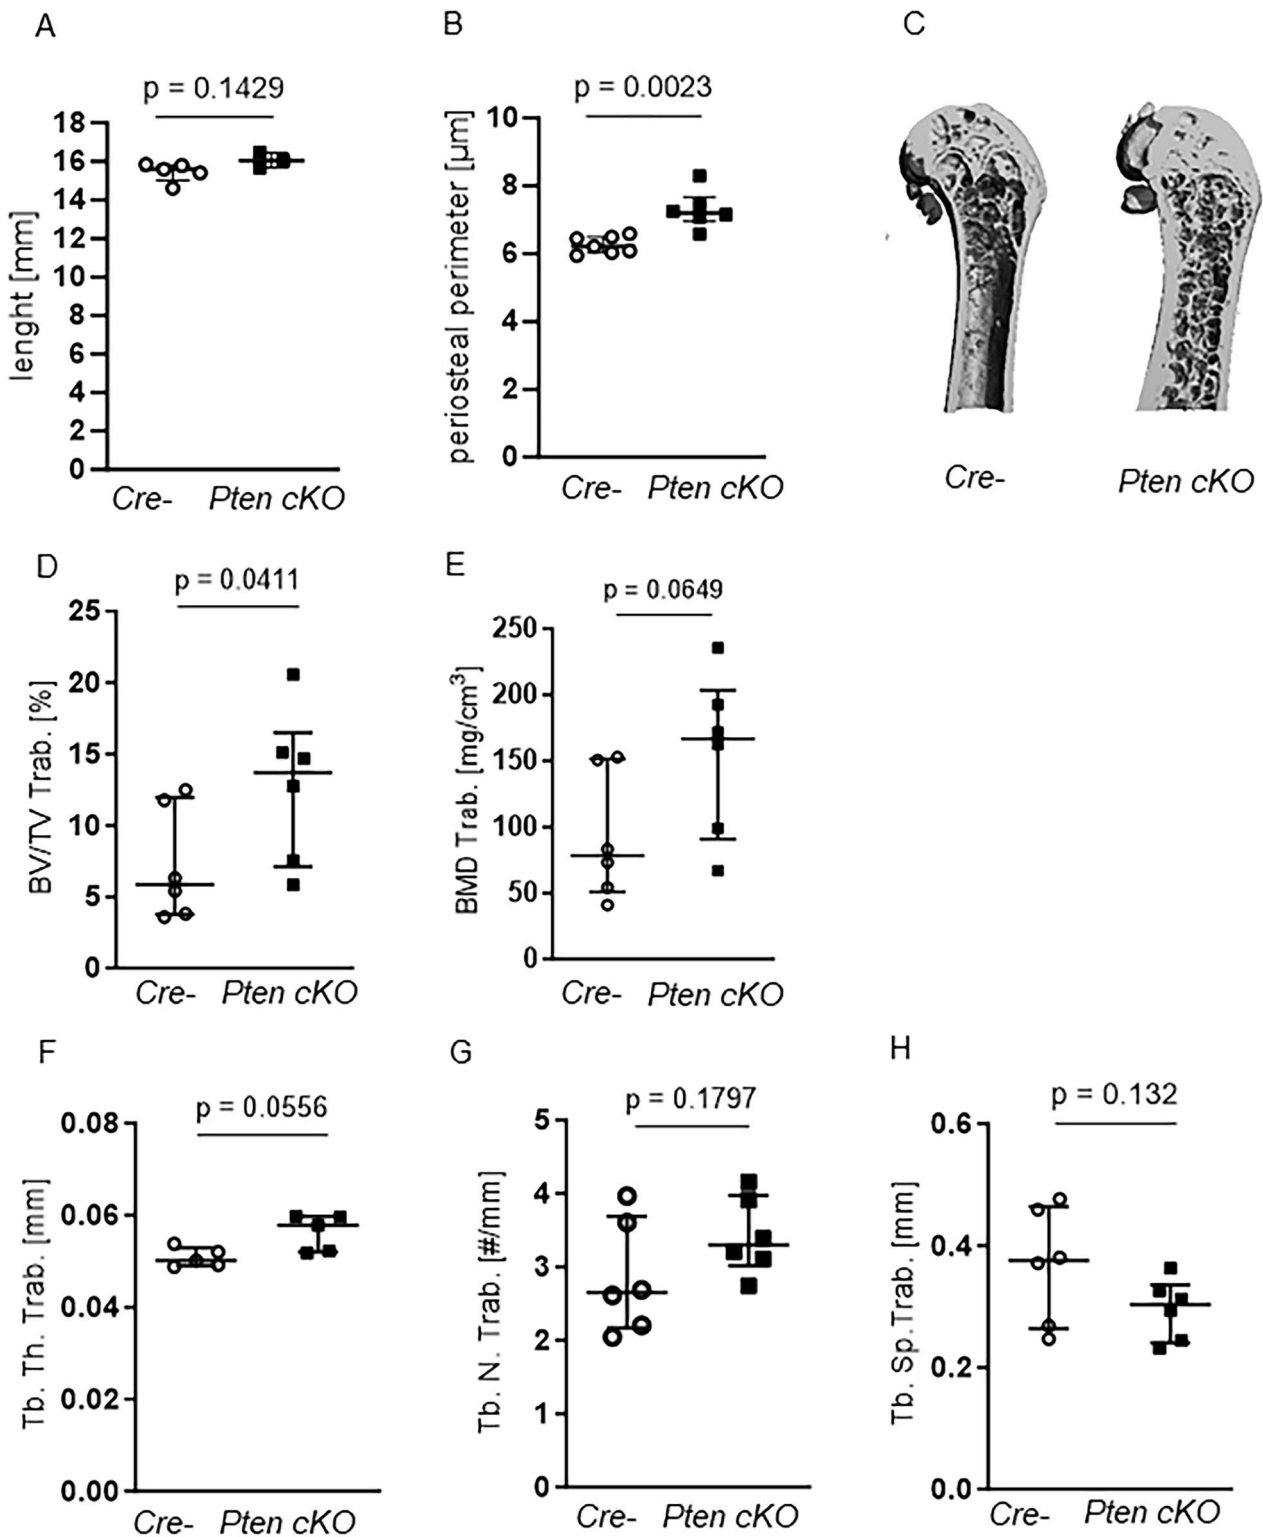 A
p = 0.1429
lenght [mm]
18
16
14
12
10
8
6
4
2
0
Cre- Pten cKO
B
p = 0.0023
periosteal perimeter [µm]
10
8
6
4
2
0
Cre- Pten cKO
C
Cre- Pten cKO
D
p = 0.0411
BV/TV Trab. [%]
25
20
15
10
5
0
Cre- Pten cKO
E
p = 0.0649
BMD Trab. [mg/cm³]
250
200
150
100
50
0
Cre- Pten cKO
F
p = 0.0556
Tb. Th. Trab. [mm]
0.08
0.06
0.04
0.02
0.00
Cre- Pten cKO
G
p = 0.1797
Tb. N. Trab. [#/mm]
5
4
3
2
1
0
Cre- Pten cKO
H
p = 0.132
Tb. Sp.Trab. [mm]
0.6
0.4
0.2
0.0
Cre- Pten cKO